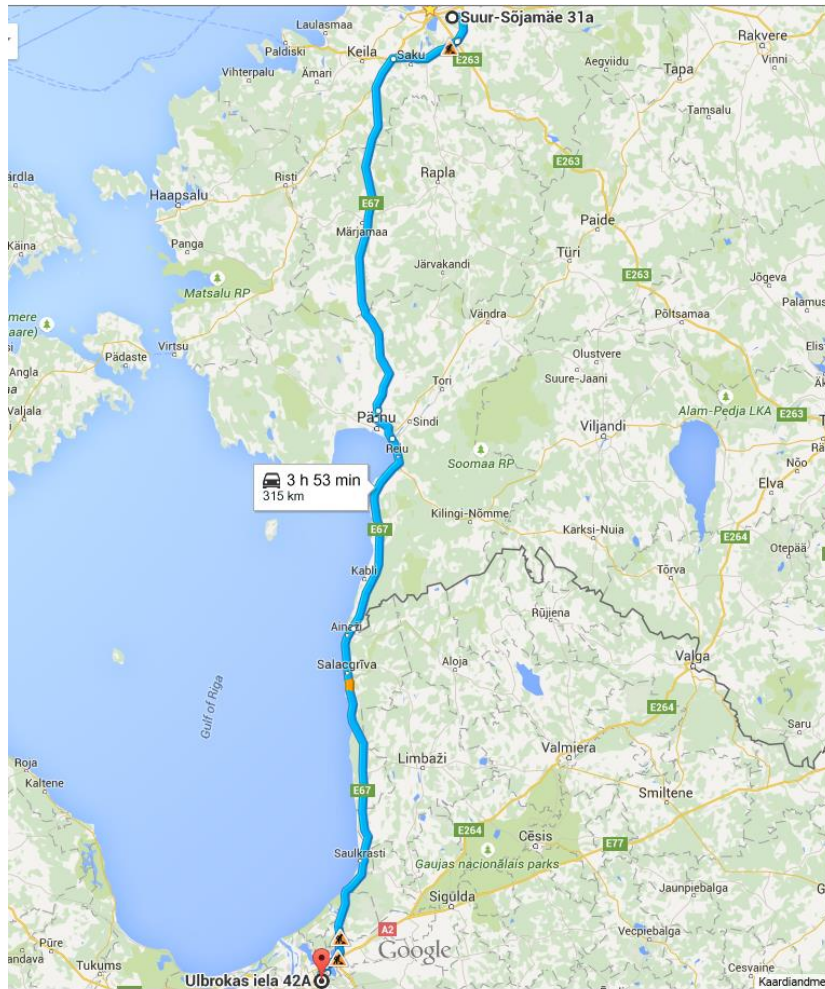 Suur-Sõjamäe 31a
Laulasmaa
Paldiski
Keila
Saku
E263
Rakvere
Vinni
Vihterpalu
Ämari
Aegviidu
Tapa
Tamsalu
Risti
Rapla
E263
Haapsalu
E67
Märjamaa
Paide
Käina
Panga
Järvakandi
Türi
Matsalu RP
E263
Jõgeva
Palamus
Vändra
Põltsamaa
Virtsu
Pädaste
Olustvere
Angla
Tori
Suure-Jaani
Valjala
Pärnu
Sindi
Alam-Pedja LKA
E263
Reiu
Viljandi
Soomaa RP
Nõo
3 h 53 min
315 km
Elva
Kilingi-Nõmme
E67
Karksi-Nuia
E264
Otepää
Kabli
Tõrva
Rūjiena
Ainaži
Salacgrīva
Aloja
Valga
Gulf of Riga
E264
Saru
Roja
Limbaži
Valmiera
Kaltene
E67
Smiltene
E264
Cēsis
E77
Saulkrasti
Gaujas nacionālais parks
Sigulda
Jaunpiebalga
A2
Google
Vecpiebalga
Pūre
Tukums
Cesvaine
Ulbrokas iela 42A
Kaardiandme